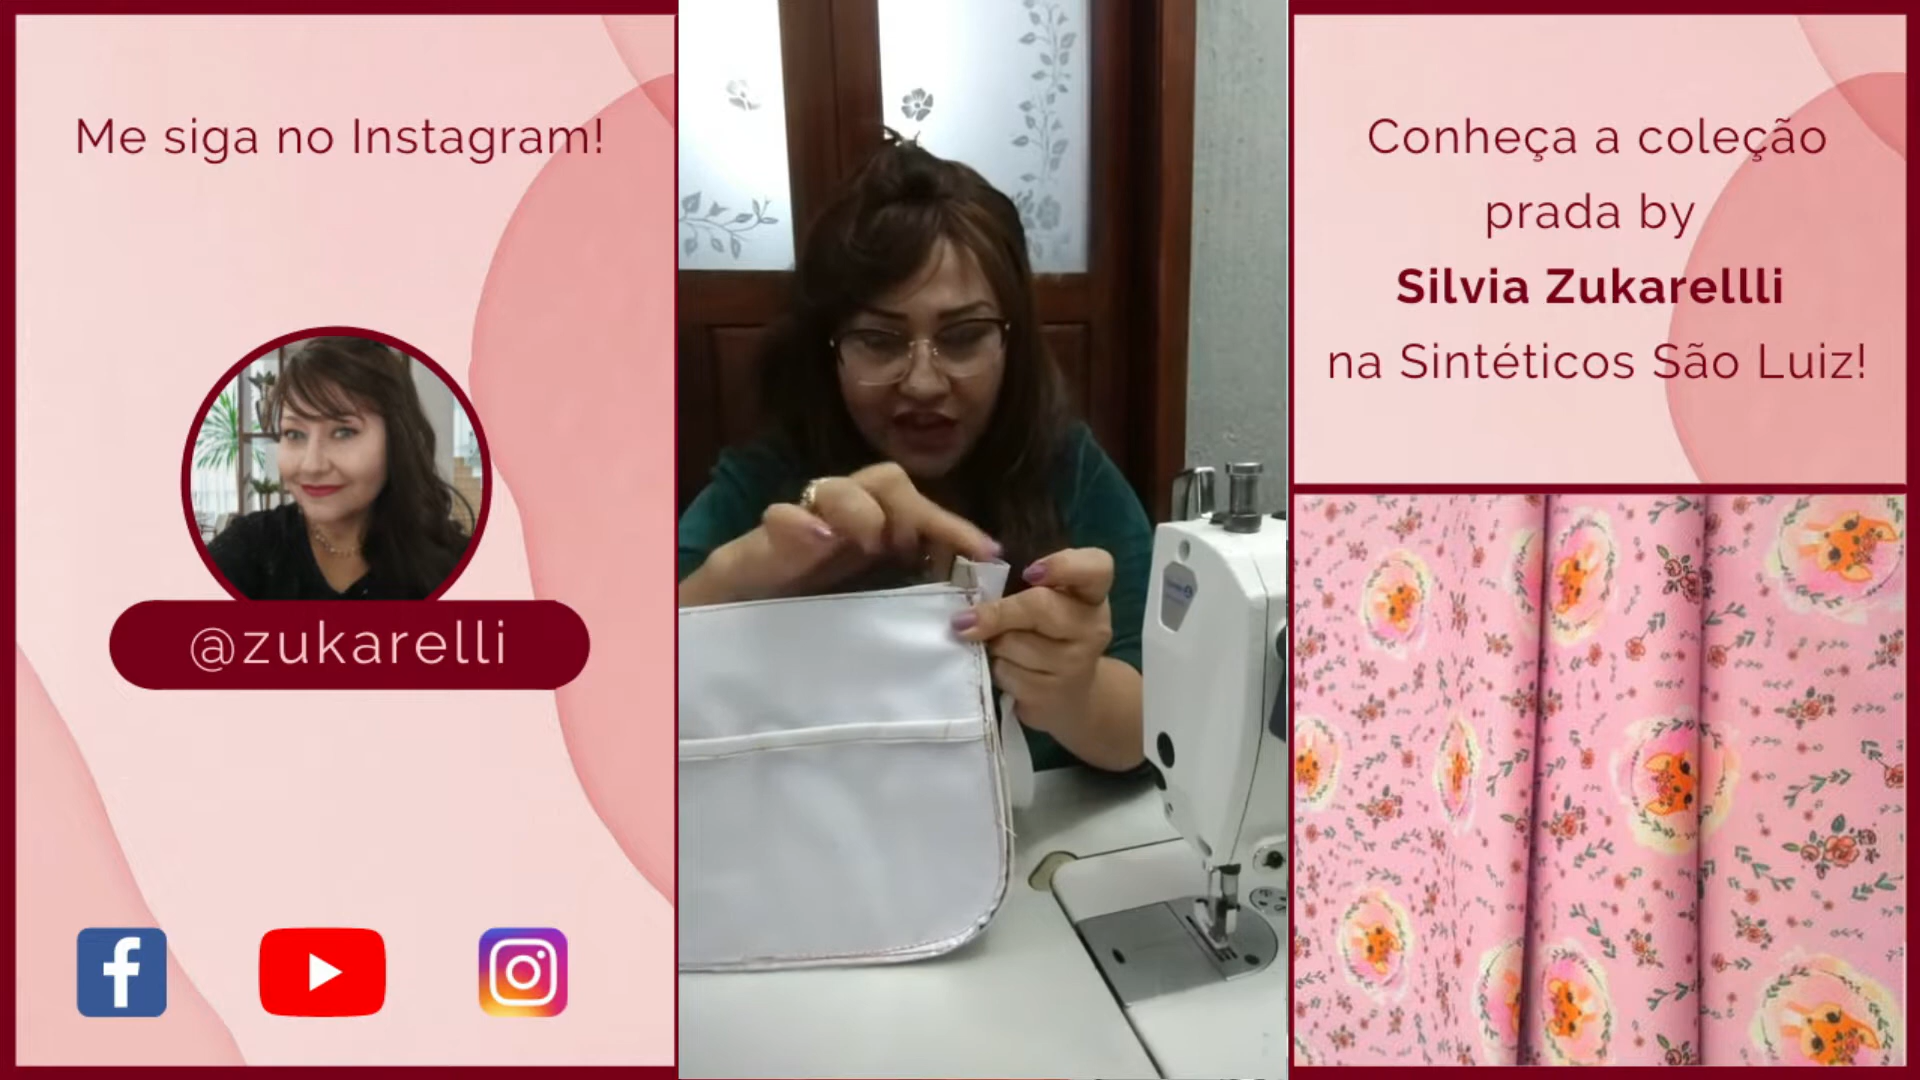 Me siga no Instagram!
@zukarelli
Conheça a coleção
prada by
Silvia Zukarellli
na Sintéticos São Luiz!